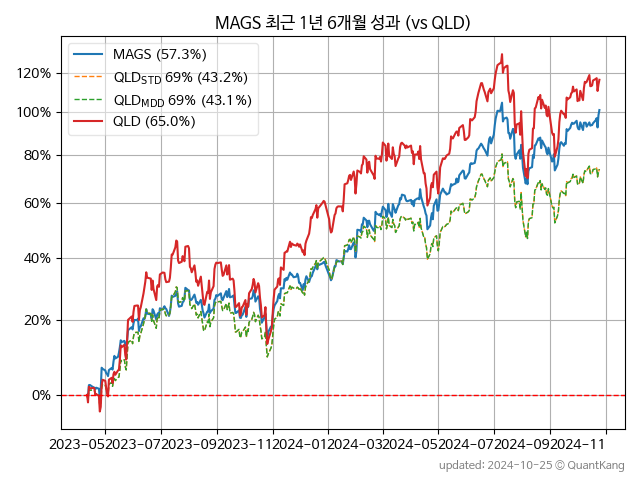 MAGS 최근 1년 6개월 성과 (vs QLD)
MAGS (57.3%)
QLD_STD 69% (43.2%)
QLD_MDD 69% (43.1%)
QLD (65.0%)
120%
100%
80%
60%
40%
20%
0%
2023-05 2023-07 2023-09 2023-11 2024-01 2024-03 2024-05 2024-07 2024-09 2024-11
updated: 2024-10-25 © QuantKang